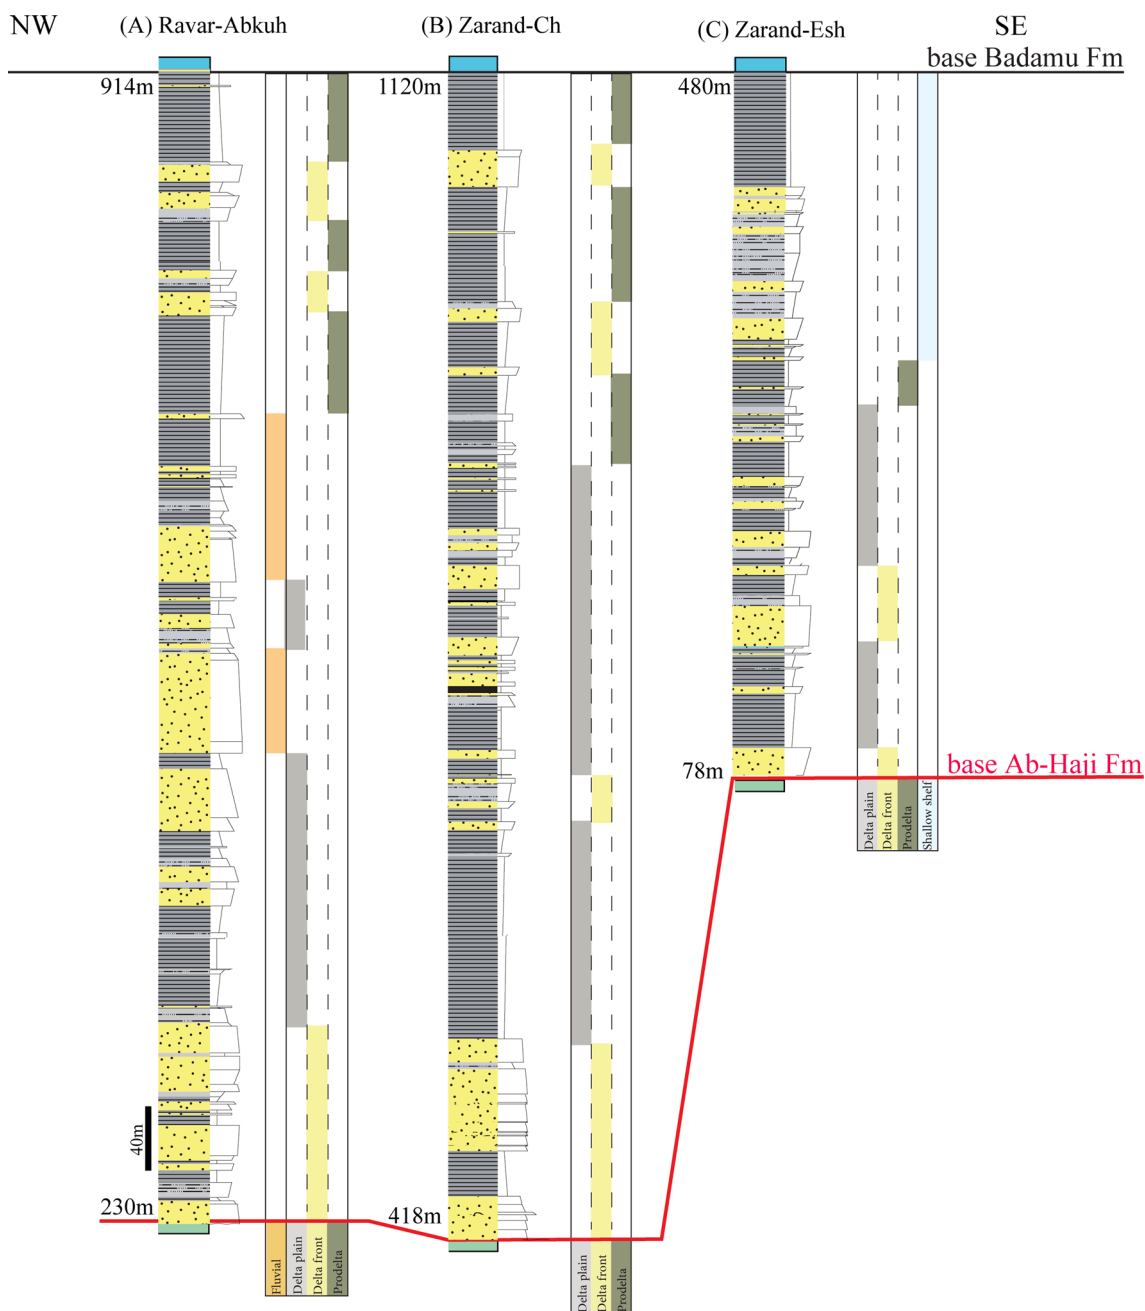 NW
(A) Ravar-Abkuh
(B) Zarand-Ch
(C) Zarand-Esh
SE
base Badamu Fm
914m
1120m
480m
78m
base Ab-Haji Fm
Delta plain
Delta front
Prodelta
Shallow shelf
40m
230m
418m
Fluvial
Delta plain
Delta front
Prodelta
Delta plain
Delta front
Prodelta